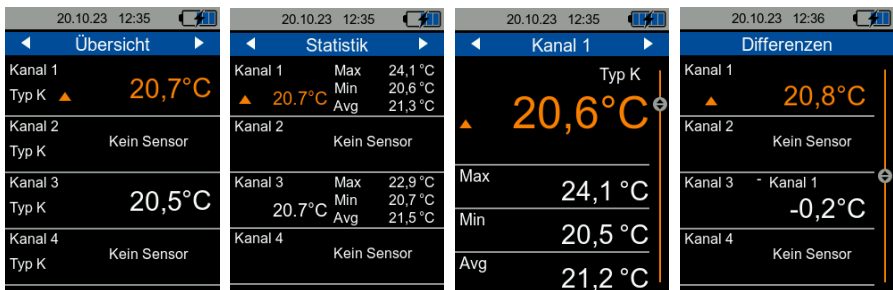 20.10.23 12:35
Übersicht
Kanal 1
Typ K
20,7°C
Kanal 2
Typ K
Kein Sensor
Kanal 3
Typ K
20,5°C
Kanal 4
Typ K
Kein Sensor
20.10.23 12:35
Statistik
Kanal 1
20.7°C
Max 24,1 °C
Min 20,6 °C
Avg 21,3 °C
Kanal 2
Kein Sensor
Kanal 3
20.7°C
Max 22,9 °C
Min 20,7 °C
Avg 21,5 °C
Kanal 4
Kein Sensor
20.10.23 12:35
Kanal 1
Typ K
20,6°C
Max
24,1 °C
Min
20,5 °C
Avg
21,2 °C
20.10.23 12:36
Differenzen
Kanal 1
20,8°C
Kanal 2
Kein Sensor
Kanal 3 - Kanal 1
-0,2°C
Kanal 4
Kein Sensor